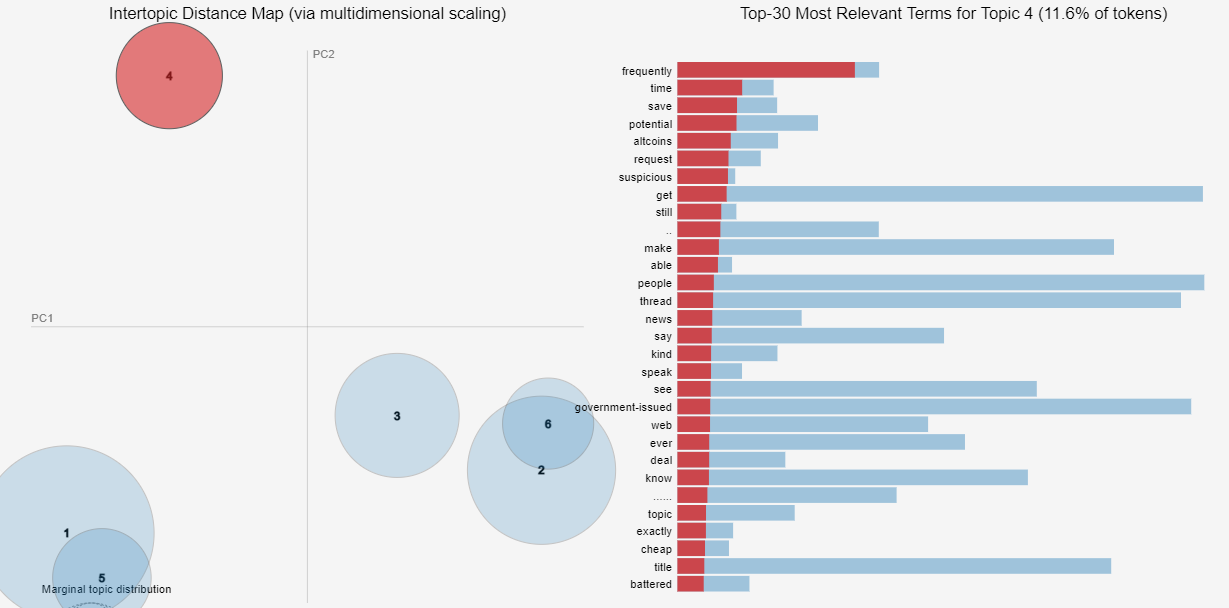 Intertopic Distance Map (via multidimensional scaling)
PC2
4
PC1
3
6
2
1
5
Marginal topic distribution
Top-30 Most Relevant Terms for Topic 4 (11.6% of tokens)
frequently
time
save
potential
altcoins
request
suspicious
get
still
..
make
able
people
thread
news
say
kind
speak
see
government-issued
web
ever
deal
know
......
topic
exactly
cheap
title
battered